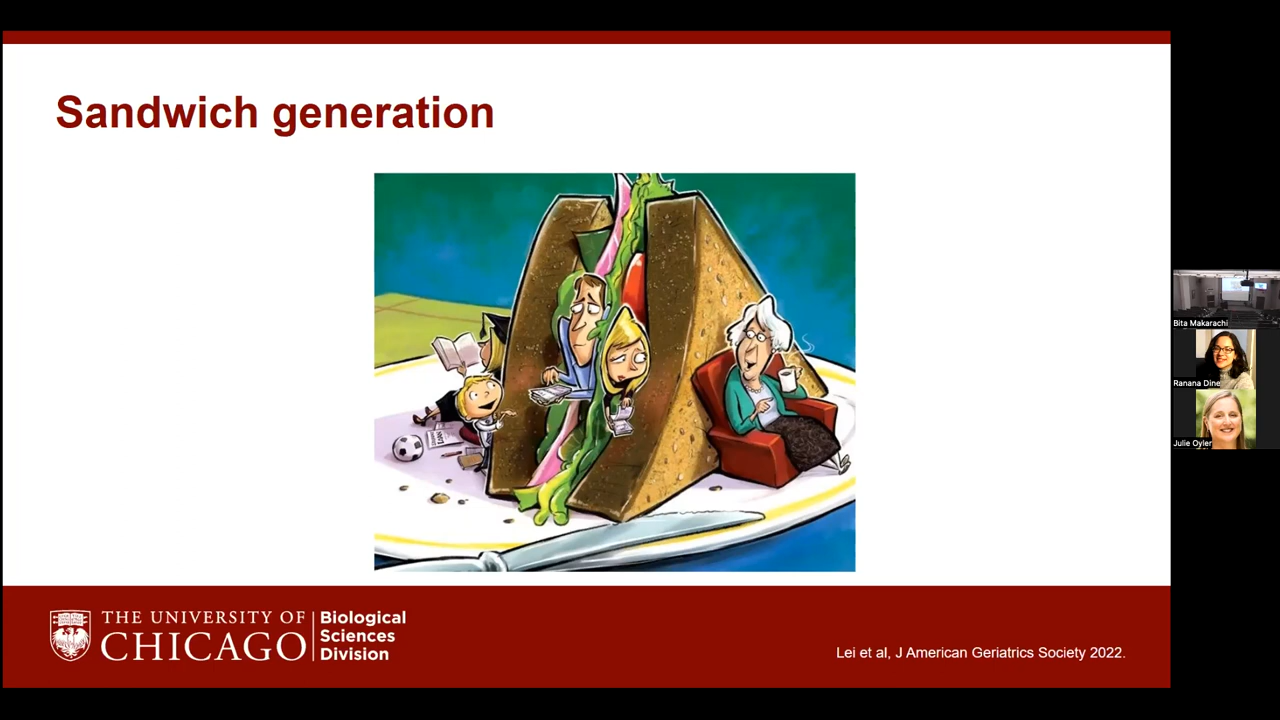 Sandwich generation
THE UNIVERSITY OF
CHICAGO
Biological
Sciences
Division
Lei et al, J American Geriatrics Society 2022.
Bita Makarachi
Ranana Dine
Julie Oyler